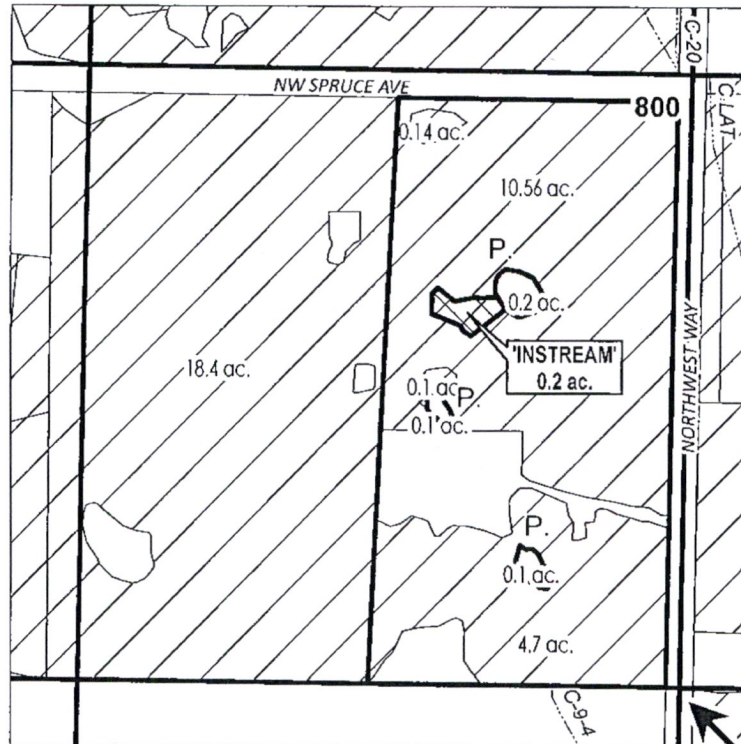 C-20
NW SPRUCE AVE
800
C LAT
0.14 ac.
10.56 ac.
P.
0.2 ac.
'INSTREAM'
0.2 ac.
NORTHWEST WAY
18.4 ac.
0.1 ac.
P.
0.1 ac.
P.
0.1 ac.
4.7 ac.
C-9-4